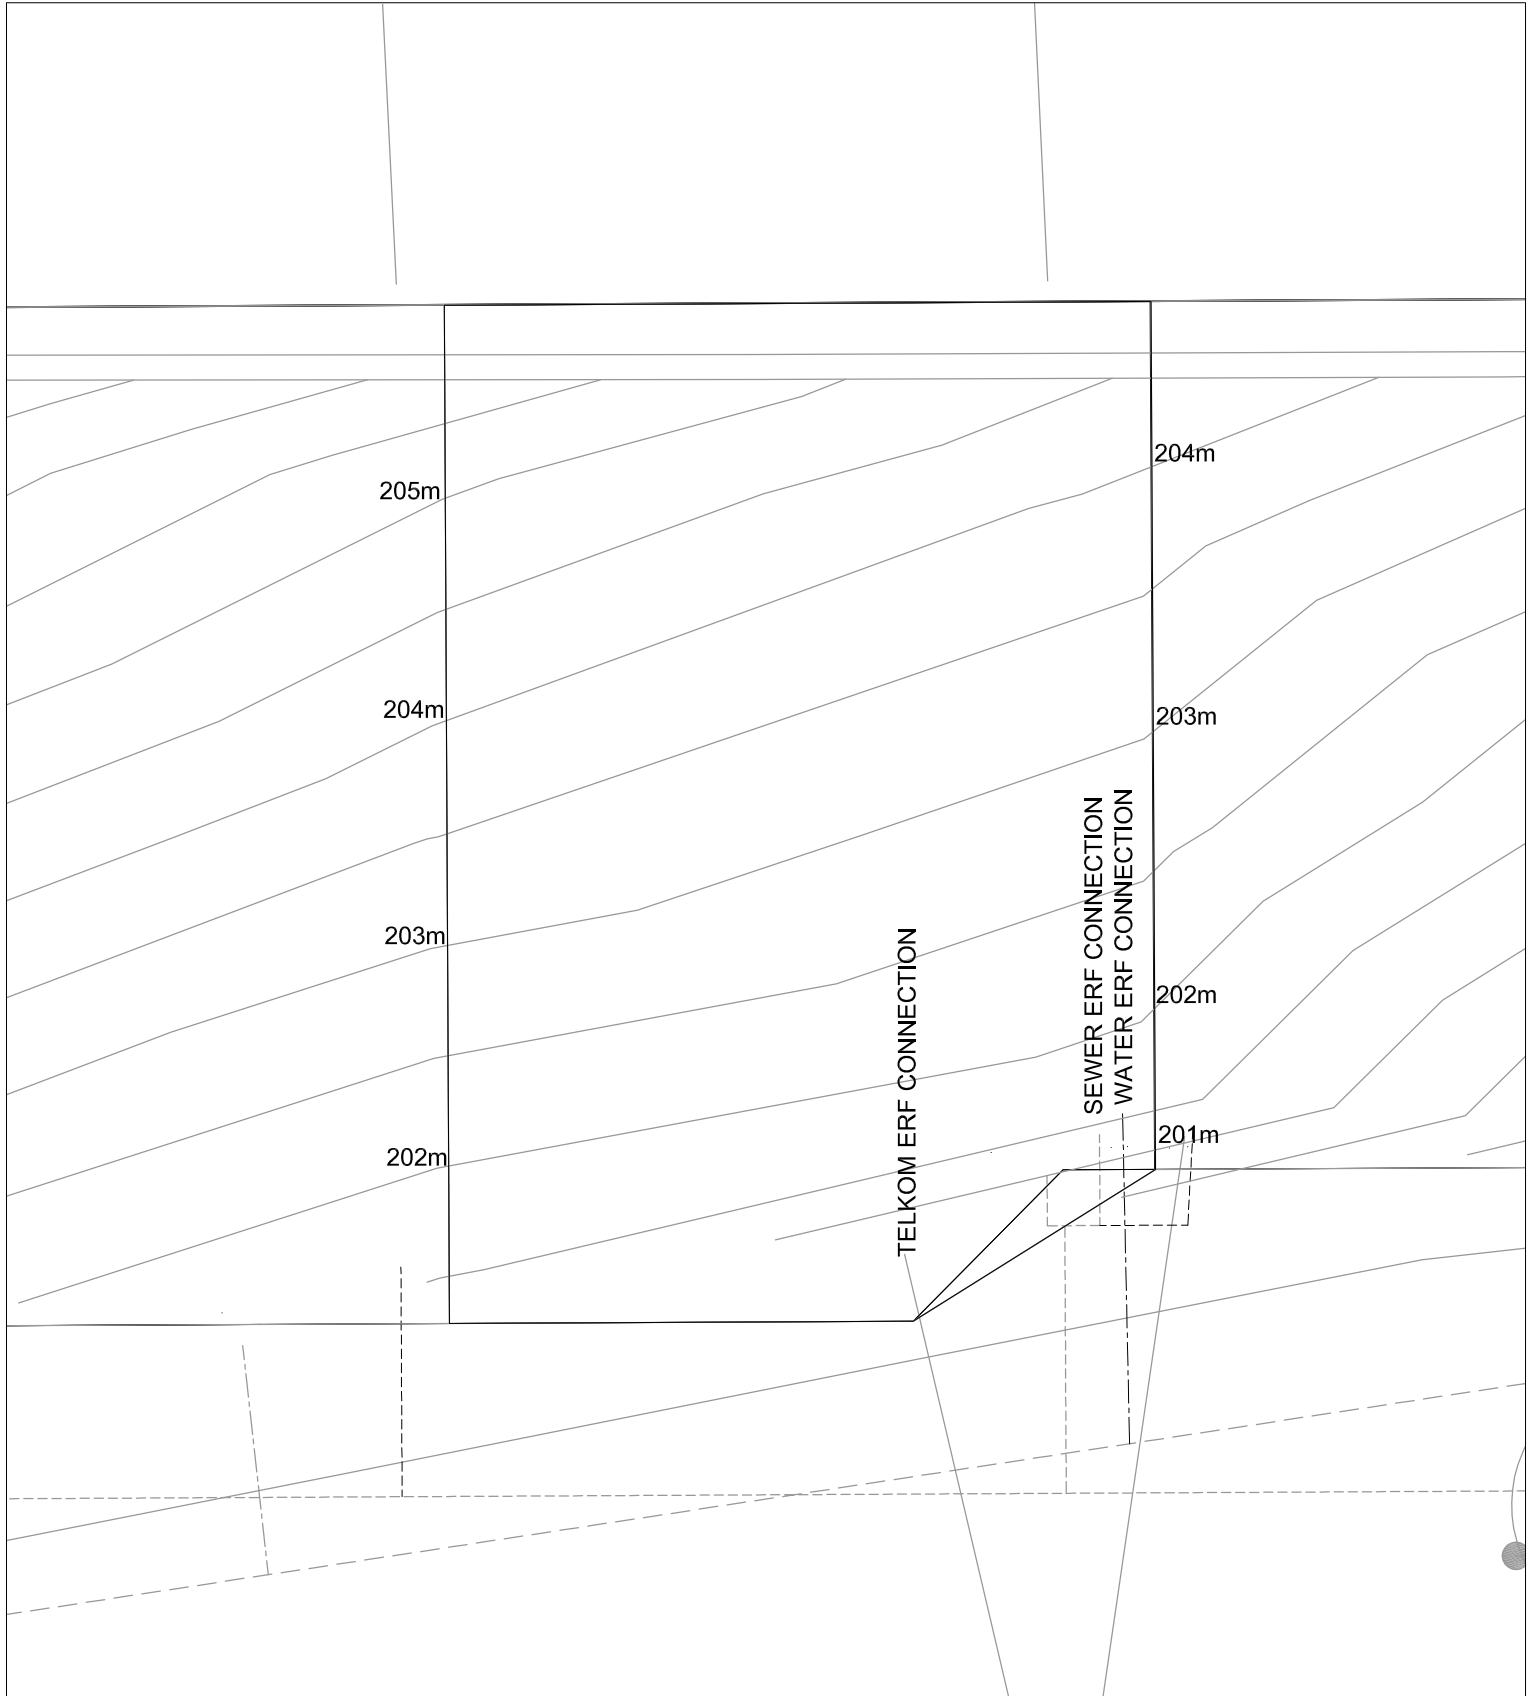 204m
205m
204m
203m
SEWER ERF CONNECTION
WATER ERF CONNECTION
203m
TELKOM ERF CONNECTION
202m
201m
202m